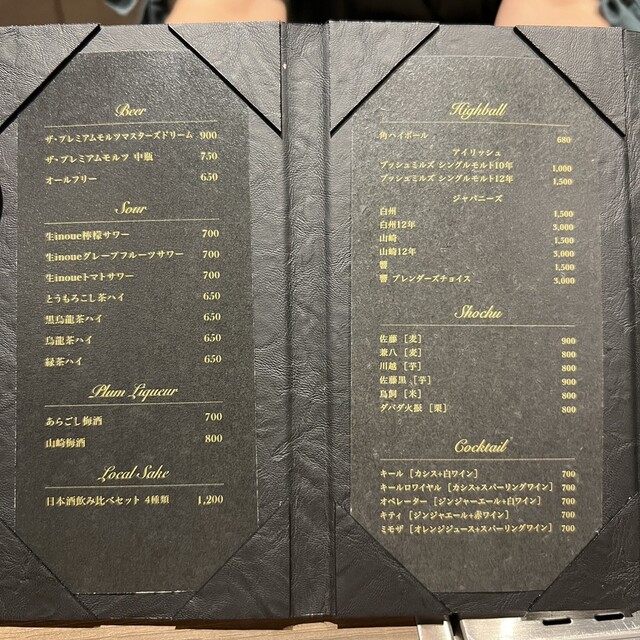 Beer
ザ・プレミアムモルツマスターズドリーム 900
ザ・プレミアムモルツ 中瓶 750
オールフリー 650
Sour
生inoue檸檬サワー 700
生inoueグレープフルーツサワー 700
生inoueトマトサワー 700
とうもろこし茶ハイ 650
黒烏龍茶ハイ 650
烏龍茶ハイ 650
緑茶ハイ 650
Plum Liqueur
あらごし梅酒 700
山崎梅酒 800
Local Sake
日本酒飲み比べセット 4種類 1,200
Highball
角ハイボール 680
アイリッシュ
ブッシュミルズ シングルモルト10年 1,000
ブッシュミルズ シングルモルト12年 1,500
ジャパニーズ
白州 1,500
白州12年 3,000
山崎 1,500
山崎12年 3,000
響 1,500
響 ブレンダーズチョイス 3,000
Shochu
佐藤 [麦] 900
兼八 [麦] 800
川越 [芋] 800
佐藤黒 [芋] 900
鳥飼 [米] 800
ダバダ火振 [栗] 800
Cocktail
キール [カシス+白ワイン] 700
キールロワイヤル [カシス+スパーリングワイン] 700
オペレーター [ジンジャーエール+白ワイン] 700
キティ [ジンジャエール+赤ワイン] 700
ミモザ [オレンジジュース+スパーリングワイン] 700